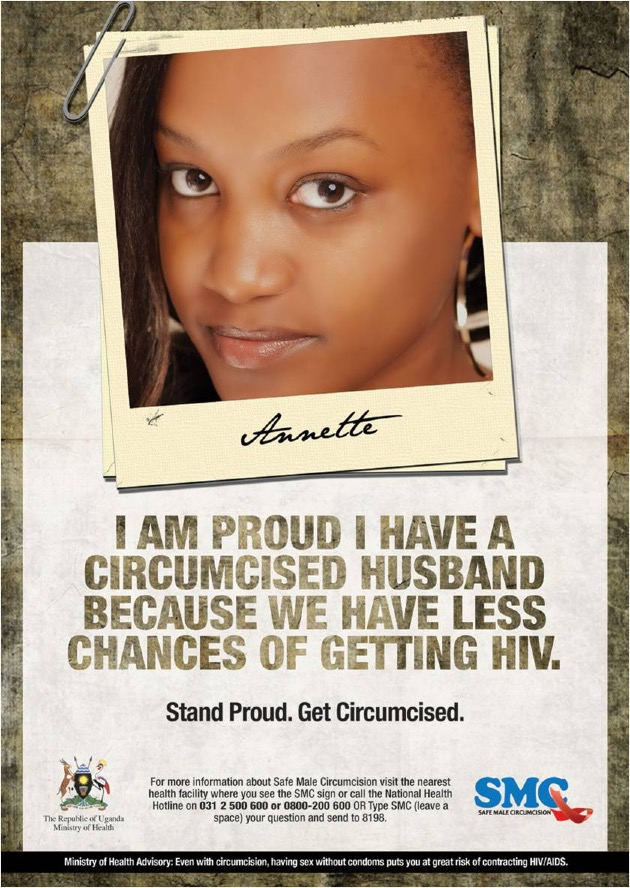 Annette
I AM PROUD I HAVE A
CIRCUMCISED HUSBAND
BECAUSE WE HAVE LESS
CHANCES OF GETTING HIV.
Stand Proud. Get Circumcised.
The Republic of Uganda
Ministry of Health
For more information about Safe Male Circumcision visit the nearest
health facility where you see the SMC sign or call the National Health
Hotline on 031 2 500 600 or 0800-200 600 OR Type SMC (leave a
space) your question and send to 8198.
SMC
SAFE MALE CIRCUMCISION
Ministry of Health Advisory: Even with circumcision, having sex without condoms puts you at great risk of contracting HIV/AIDS.